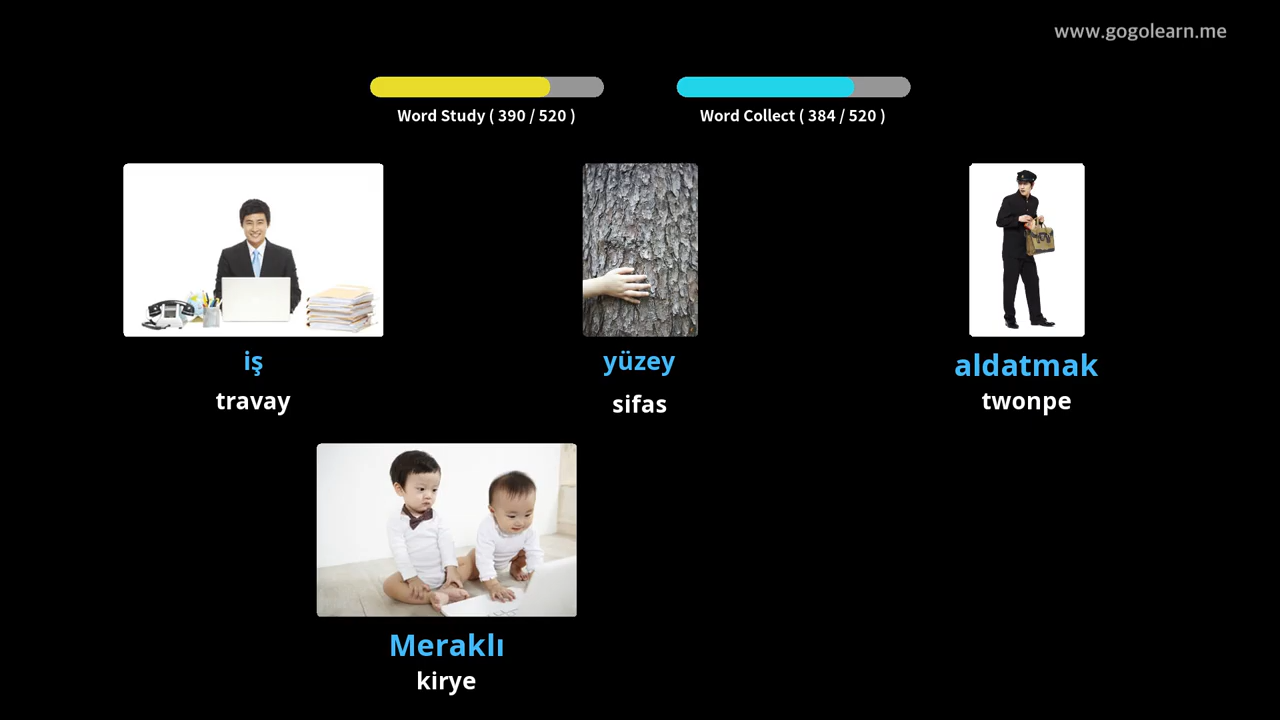 www.gogolearn.me
Word Study ( 390 / 520 )
Word Collect ( 384 / 520 )
iş
yüzey
aldatmak
travay
sifas
twonpe
Meraklı
kirye